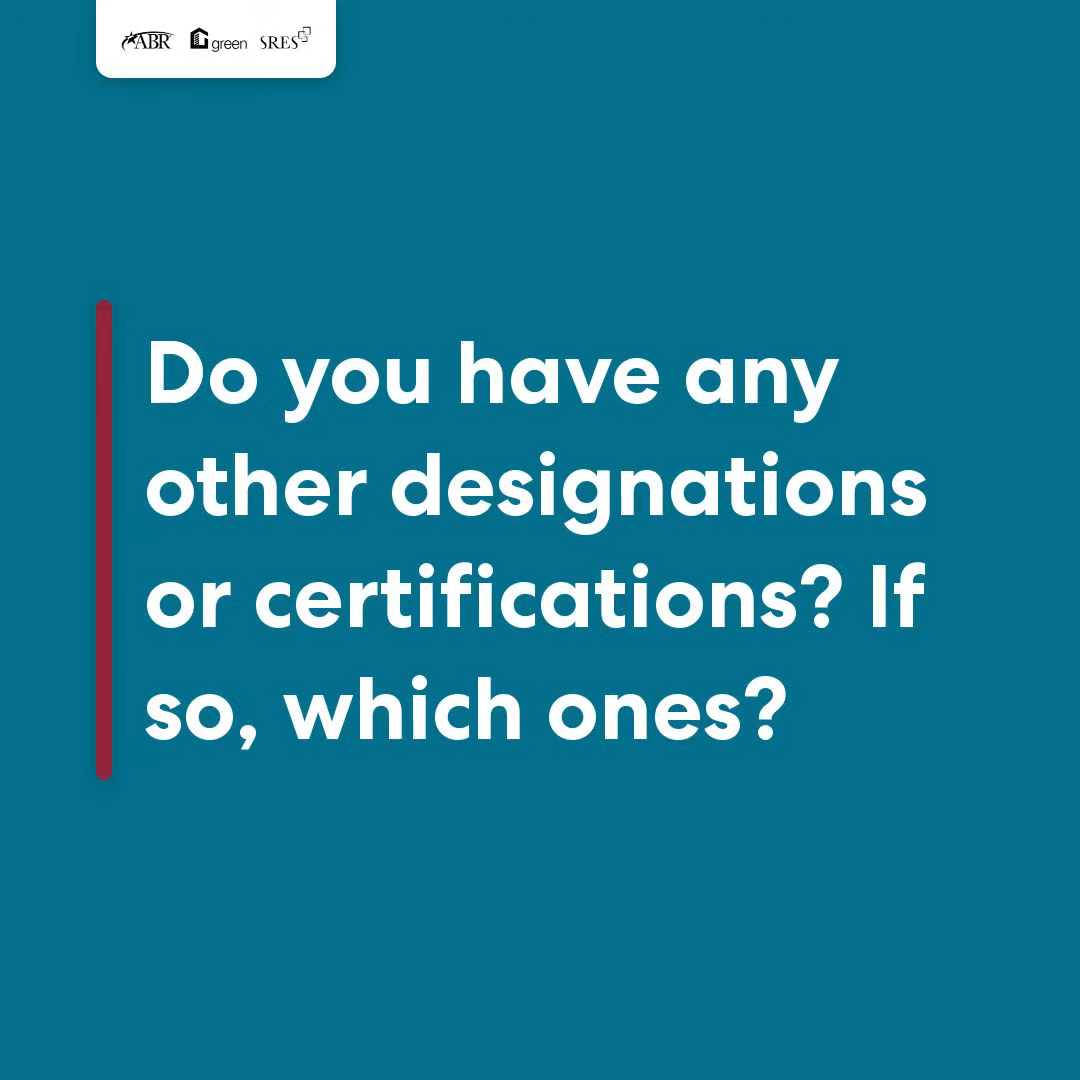 ABR green SRES
Do you have any
other designations
or certifications? If
so, which ones?